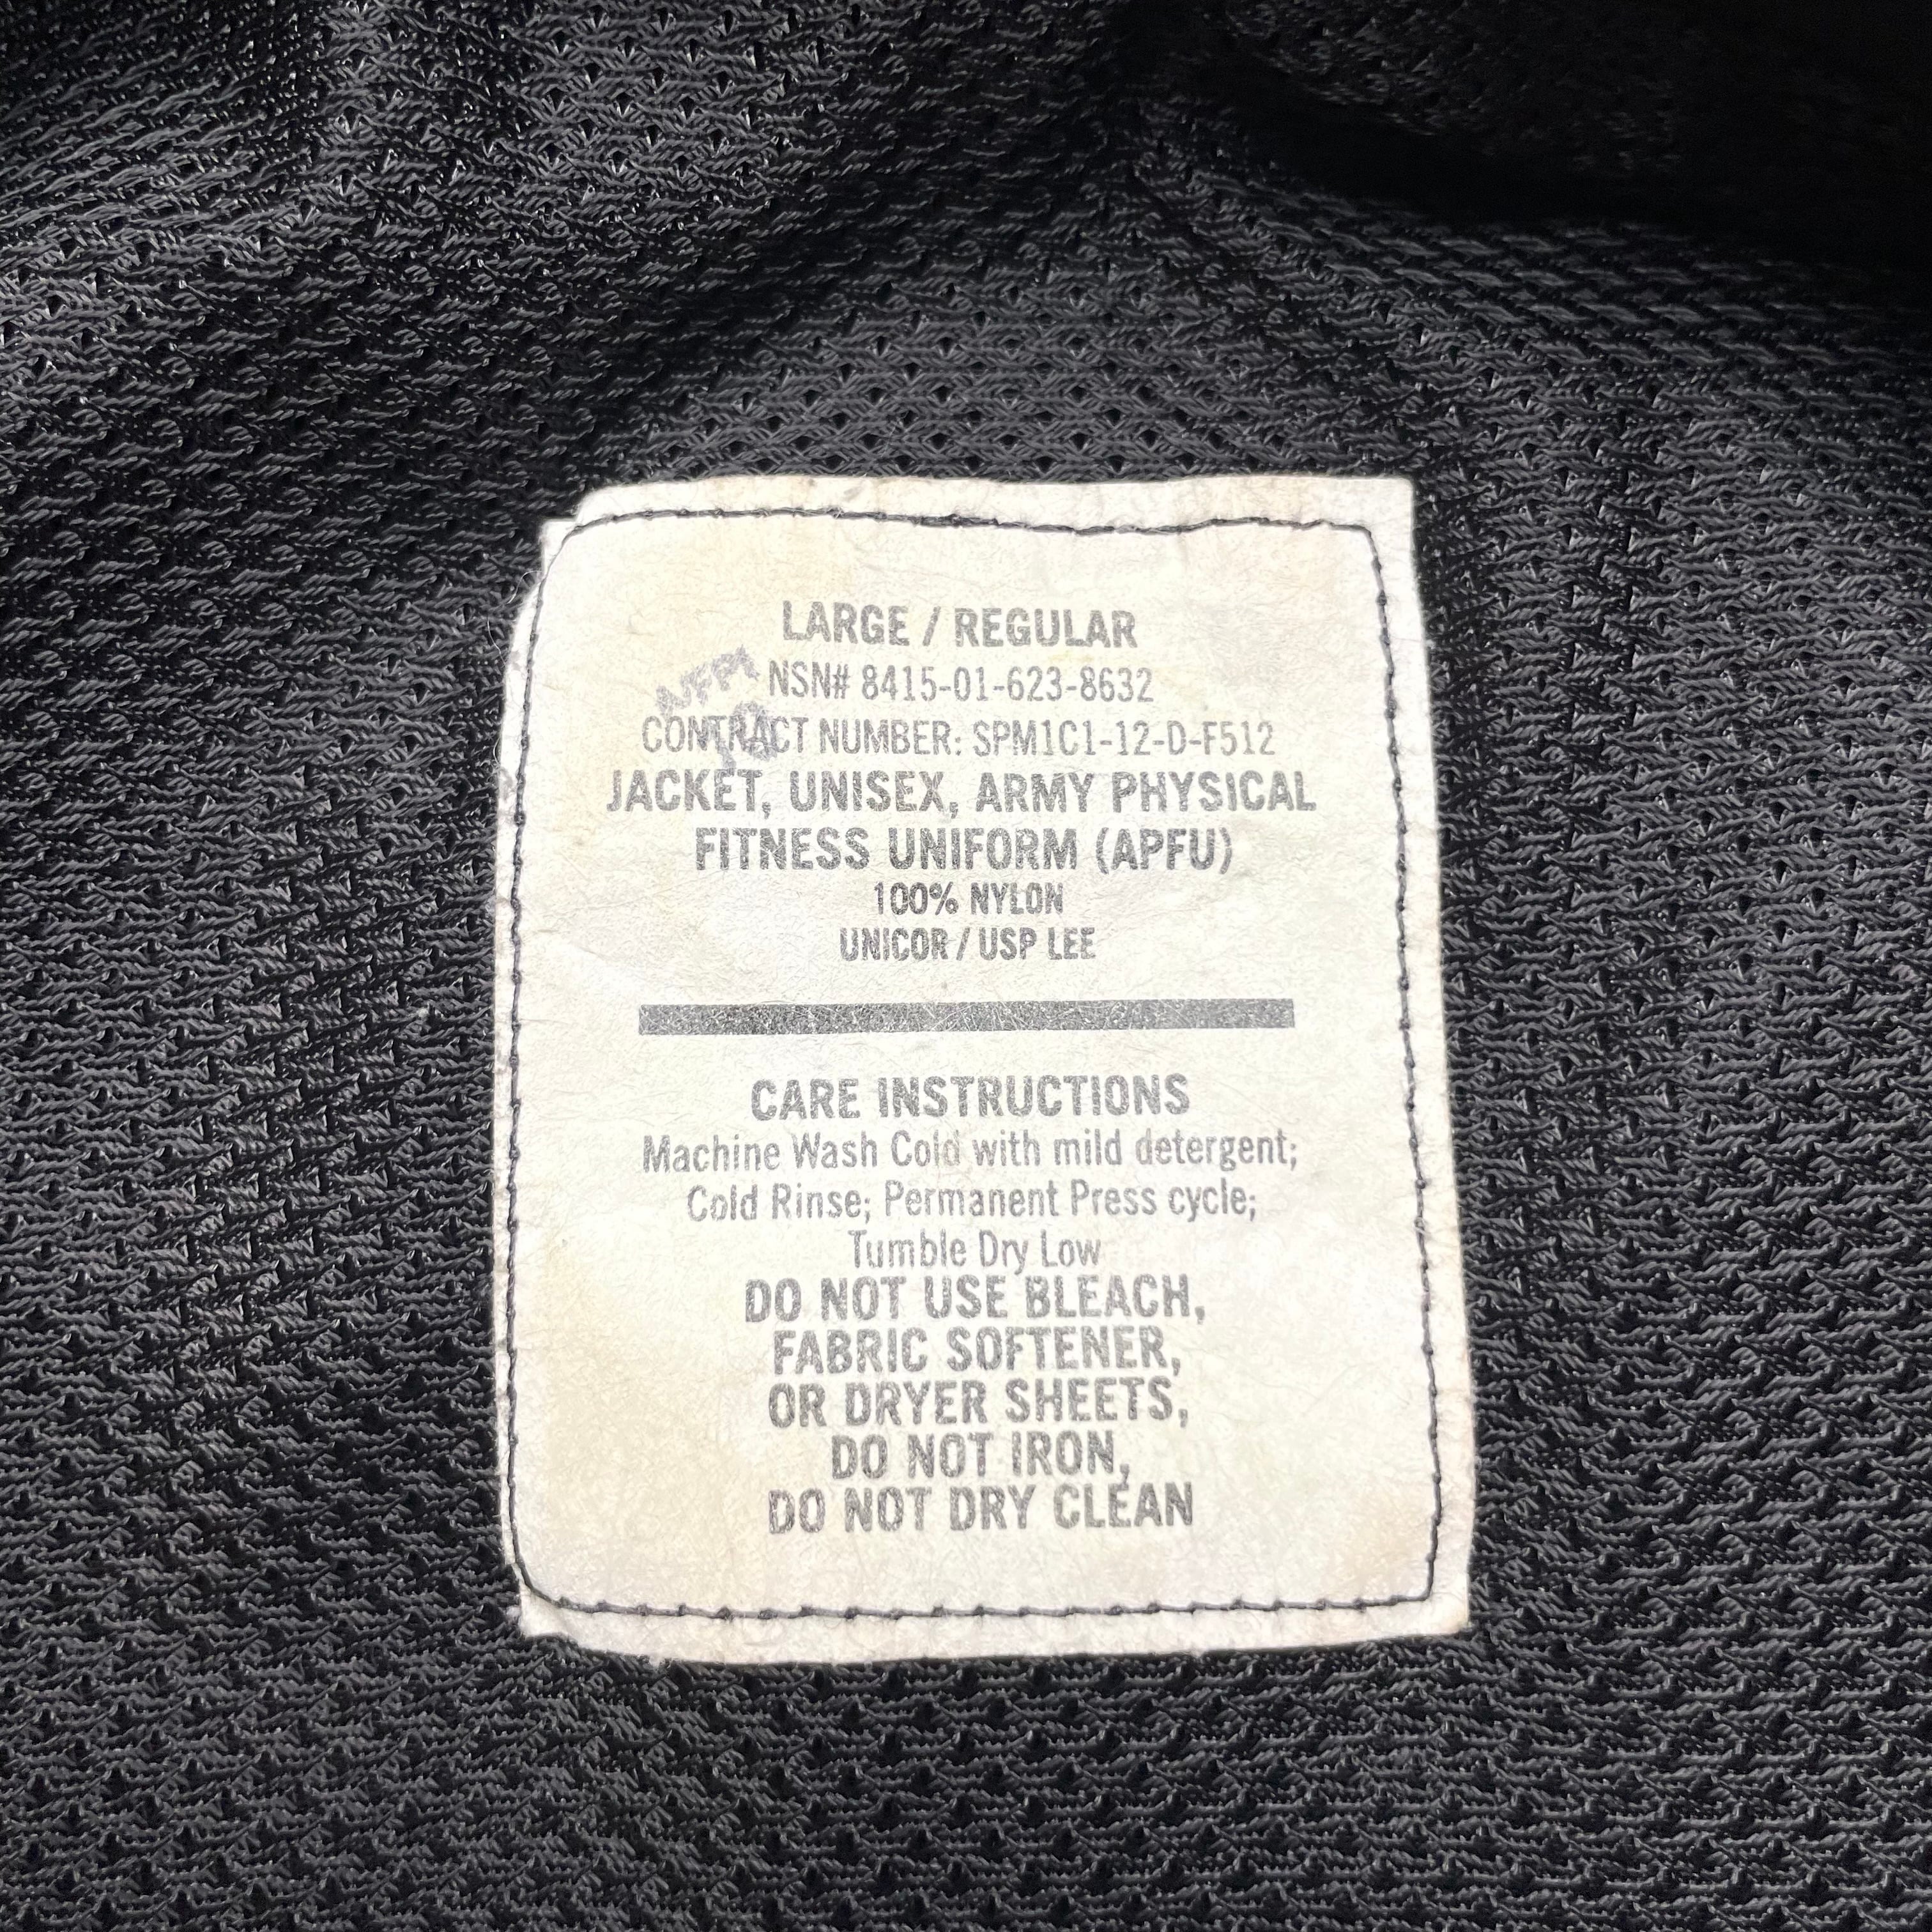 LARGE / REGULAR
NSN# 8415-01-623-8632
CONTRACT NUMBER: SPM1C1-12-D-F512
JACKET, UNISEX, ARMY PHYSICAL
FITNESS UNIFORM (APFU)
100% NYLON
UNICOR / USP LEE
CARE INSTRUCTIONS
Machine Wash Cold with mild detergent;
Cold Rinse; Permanent Press cycle;
Tumble Dry Low
DO NOT USE BLEACH,
FABRIC SOFTENER,
OR DRYER SHEETS,
DO NOT IRON,
DO NOT DRY CLEAN